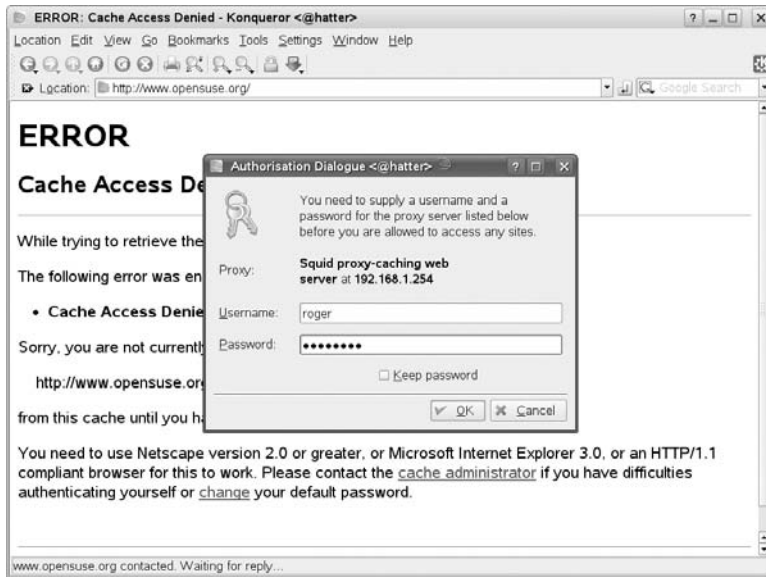 ERROR: Cache Access Denied - Konqueror <@hatter>
Location Edit View Go Bookmarks Tools Settings Window Help
Location: http://www.opensuse.org/
Google Search
ERROR
Cache Access De
While trying to retrieve the
The following error was en
• Cache Access Denie
Sorry, you are not currently
http://www.opensuse.org
from this cache until you ha
Authorisation Dialogue <@hatter>
You need to supply a username and a
password for the proxy server listed below
before you are allowed to access any sites.
Proxy: Squid proxy-caching web
server at 192.168.1.254
Username: roger
Password: ••••••••
Keep password
OK Cancel
You need to use Netscape version 2.0 or greater, or Microsoft Internet Explorer 3.0, or an HTTP/1.1
compliant browser for this to work. Please contact the cache administrator if you have difficulties
authenticating yourself or change your default password.
www.opensuse.org contacted. Waiting for reply...